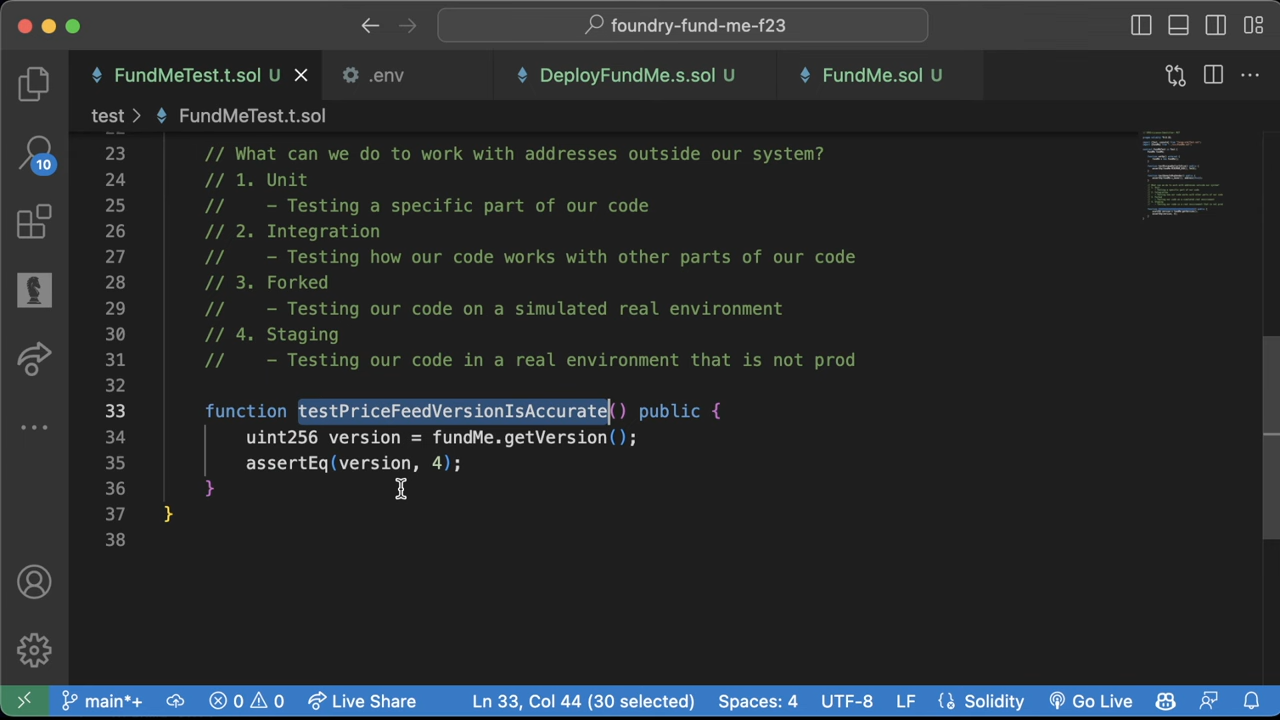 foundry-fund-me-f23
FundMeTest.t.sol U
.env
DeployFundMe.s.sol U
FundMe.sol U
test > FundMeTest.t.sol
10
23 // What can we do to work with addresses outside our system?
24 // 1. Unit
25 //    - Testing a specific part of our code
26 // 2. Integration
27 //    - Testing how our code works with other parts of our code
28 // 3. Forked
29 //    - Testing our code on a simulated real environment
30 // 4. Staging
31 //    - Testing our code in a real environment that is not prod
32
33 function testPriceFeedVersionIsAccurate() public {
34     uint256 version = fundMe.getVersion();
35     assertEq(version, 4);
36 }
37 }
38
main*+ 0 0 Live Share Ln 33, Col 44 (30 selected) Spaces: 4 UTF-8 LF {} Solidity Go Live